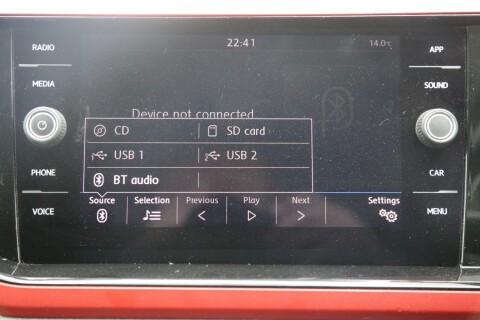 RADIO
22:41
14.0°C
APP
MEDIA
SOUND
Device not connected
CD
SD card
USB 1
USB 2
PHONE
BT audio
CAR
Source
Selection
Previous
Play
Next
Settings
VOICE
MENU